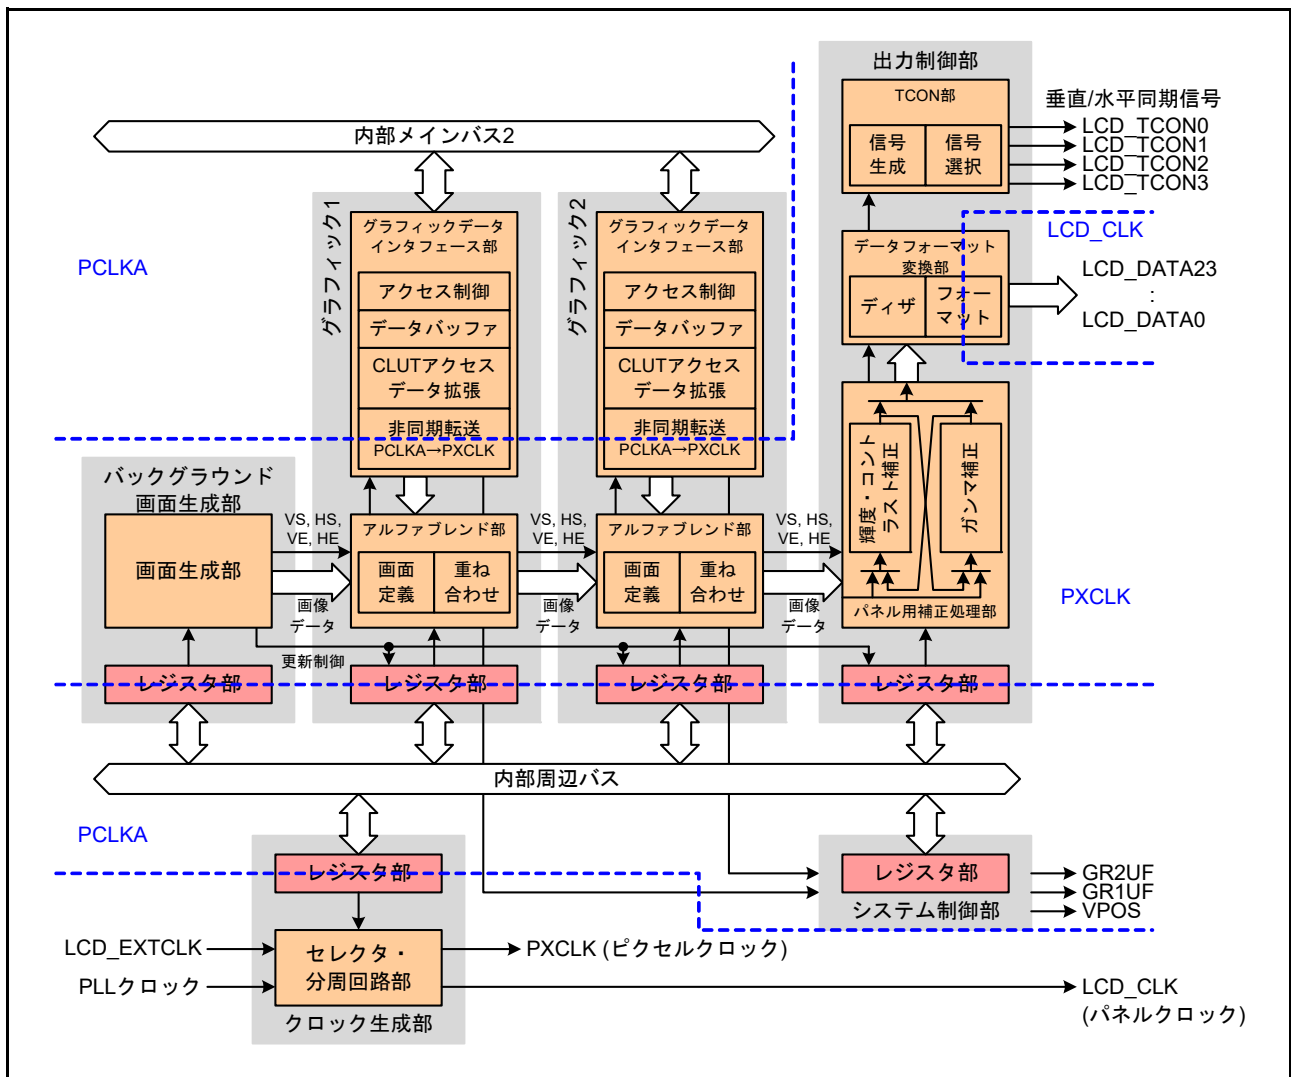 出力制御部
TCON部
信号
生成
信号
選択
垂直/水平同期信号
LCD_TCON0
LCD_TCON1
LCD_TCON2
LCD_TCON3
内部メインバス2
PCLKA
グラフィック1
グラフィックデータ
インタフェース部
アクセス制御
データバッファ
CLUTアクセス
データ拡張
非同期転送
PCLKA→PXCLK
グラフィック2
グラフィックデータ
インタフェース部
アクセス制御
データバッファ
CLUTアクセス
データ拡張
非同期転送
PCLKA→PXCLK
データフォーマット
変換部
ディザ
フォー
マット
LCD_CLK
LCD_DATA23
:
LCD_DATA0
輝度・コント
ラスト補正
ガンマ補正
パネル用補正処理部
PXCLK
バックグラウンド
画面生成部
画面生成部
VS, HS,
VE, HE
画像
データ
アルファブレンド部
画面
定義
重ね
合わせ
VS, HS,
VE, HE
画像
データ
アルファブレンド部
画面
定義
重ね
合わせ
VS, HS,
VE, HE
画像
データ
更新制御
レジスタ部
レジスタ部
レジスタ部
レジスタ部
内部周辺バス
PCLKA
レジスタ部
レジスタ部
システム制御部
GR2UF
GR1UF
VPOS
LCD_EXTCLK
PLLクロック
セレクタ・
分周回路部
クロック生成部
PXCLK (ピクセルクロック)
LCD_CLK
(パネルクロック)